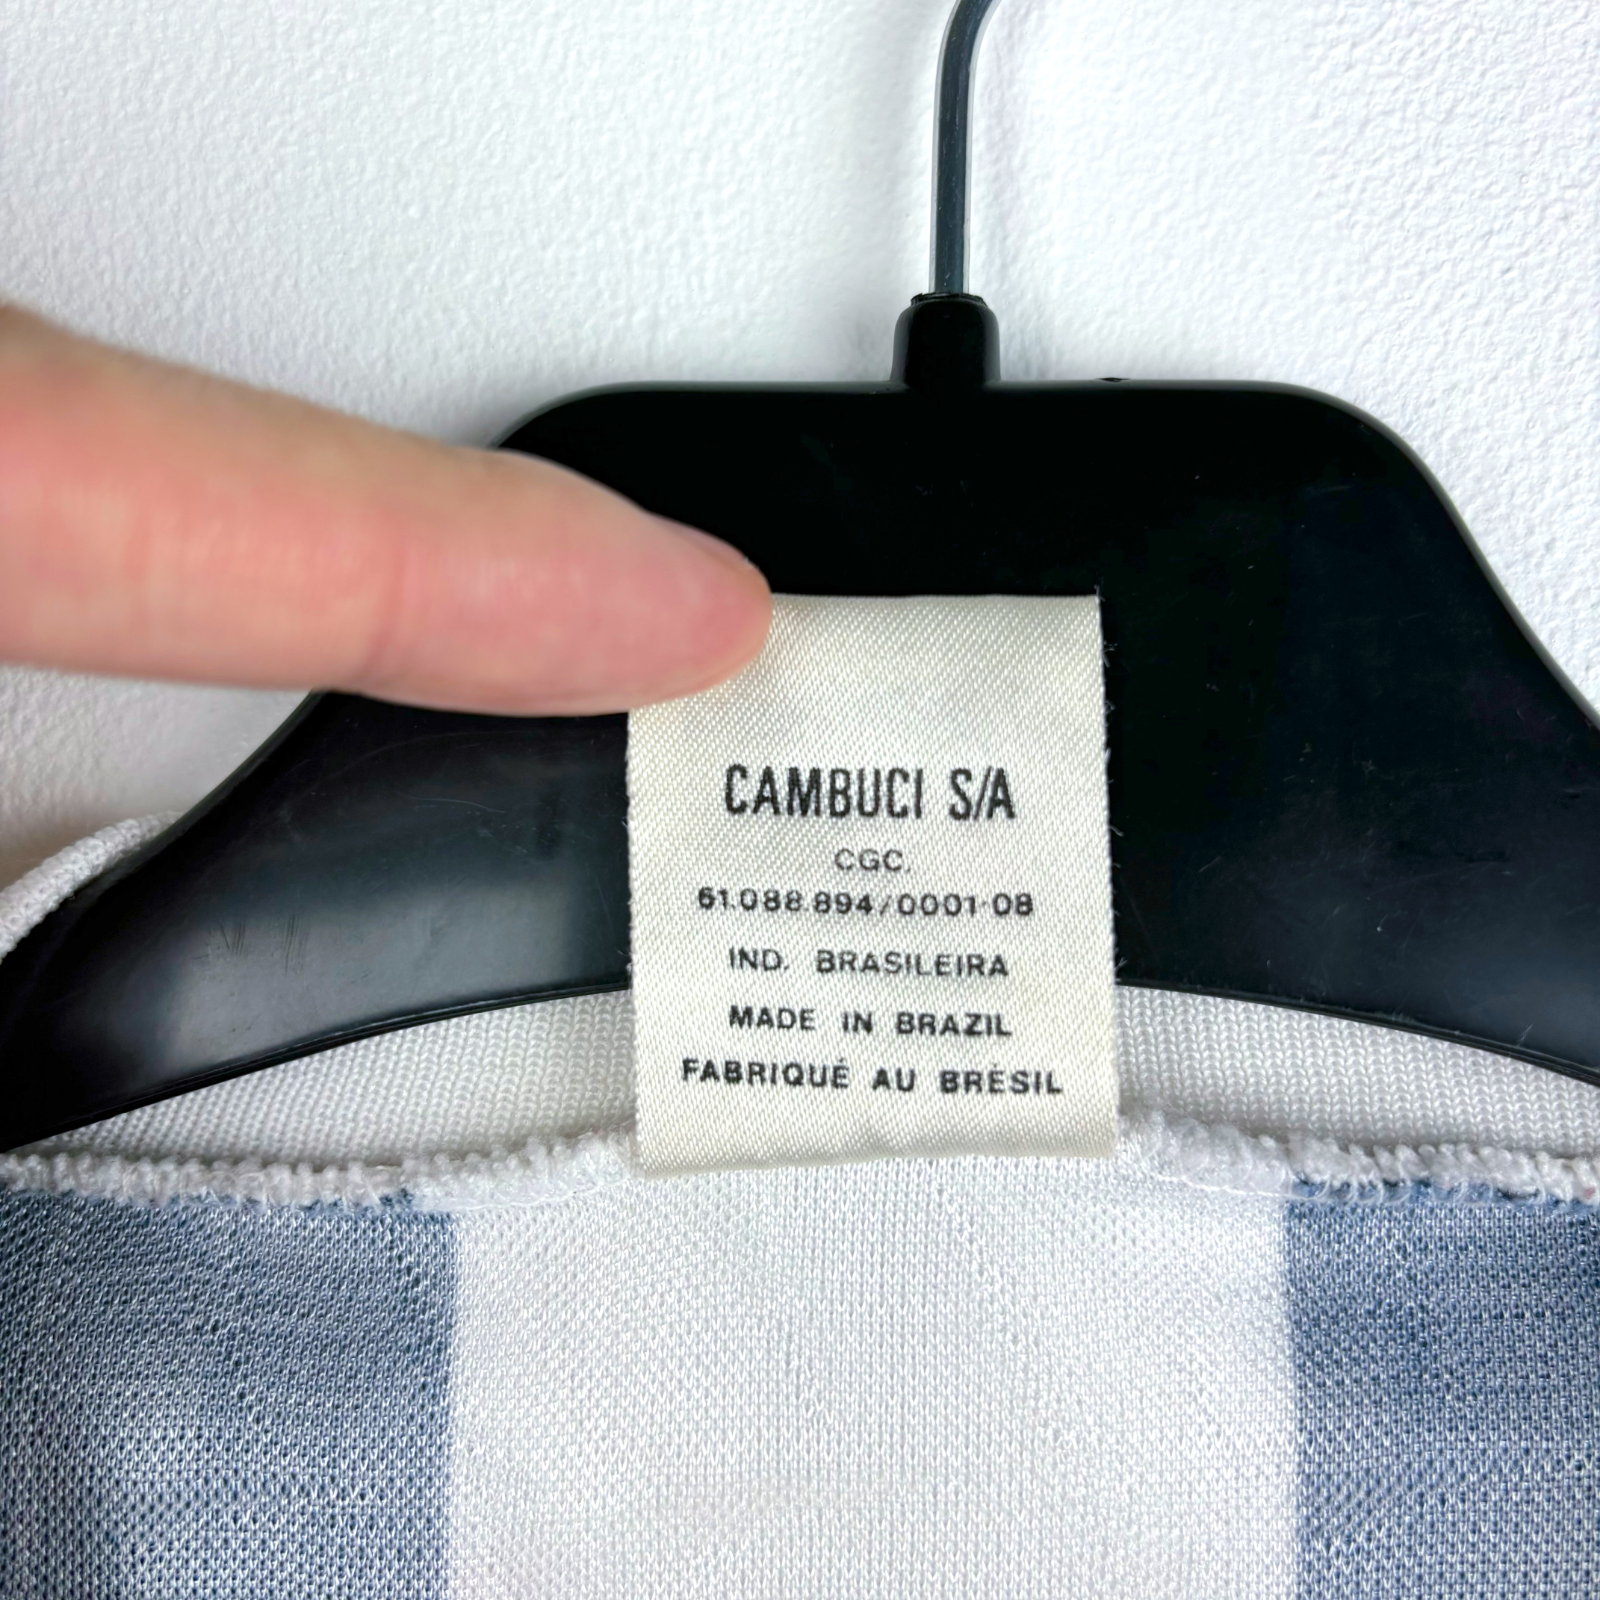 CAMBUCI S/A
CGC.
61.088.894/0001-08
IND. BRASILEIRA
MADE IN BRAZIL
FABRIQUÉ AU BRÉSIL